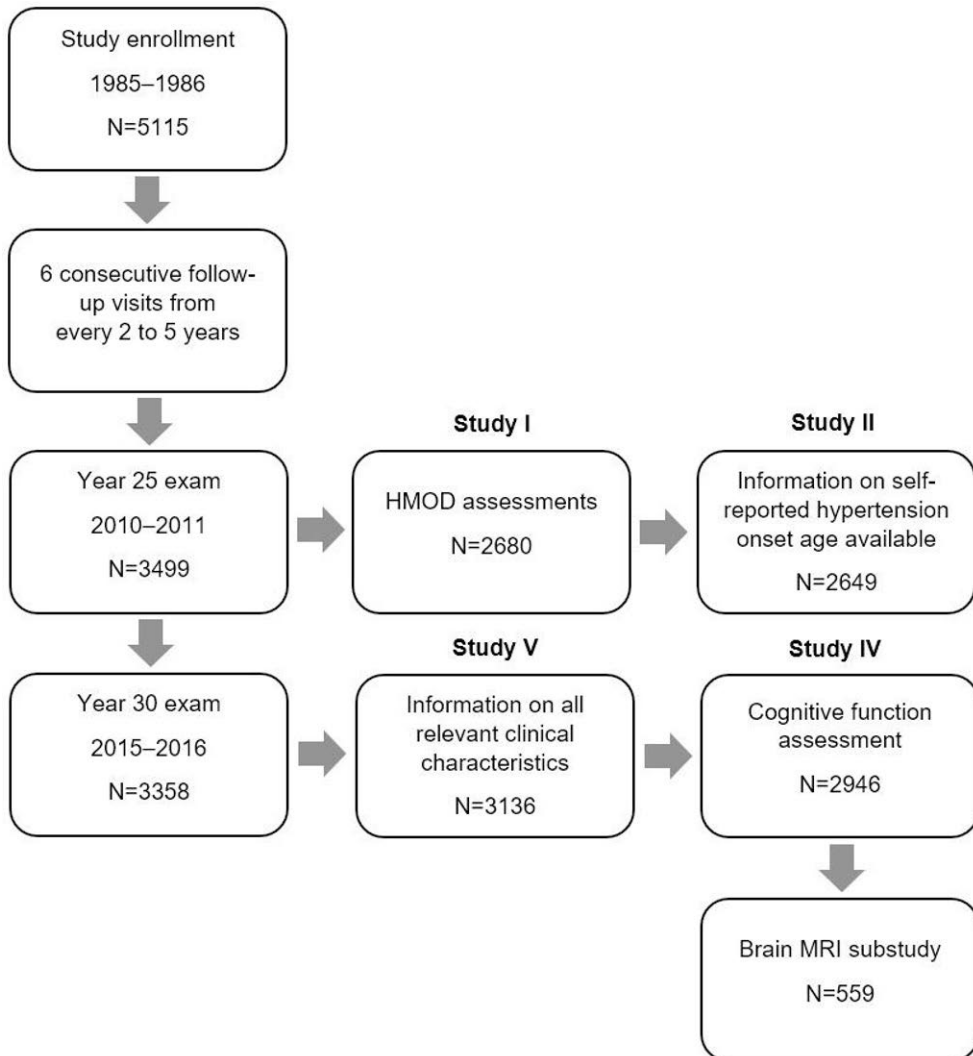 Study enrollment
1985–1986
N=5115
6 consecutive follow-
up visits from
every 2 to 5 years
Study I
Study II
Year 25 exam
2010–2011
N=3499
HMOD assessments
N=2680
Information on self-
reported hypertension
onset age available
N=2649
Study V
Study IV
Year 30 exam
2015–2016
N=3358
Information on all
relevant clinical
characteristics
N=3136
Cognitive function
assessment
N=2946
Brain MRI substudy
N=559